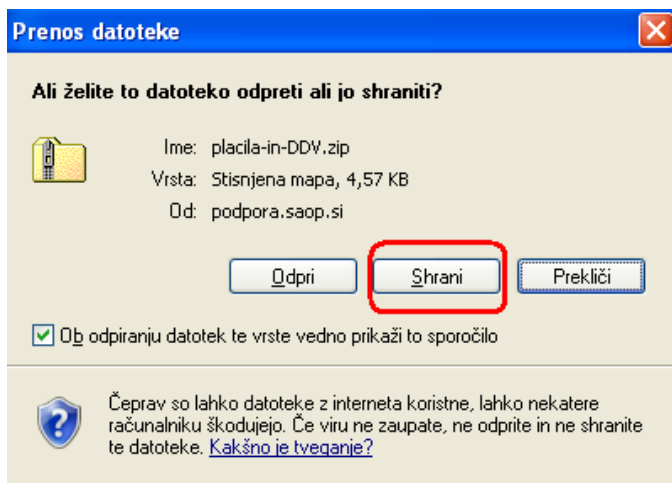 Prenos datoteke
Ali želite to datoteko odpreti ali jo shraniti?
Ime: placila-in-DDV.zip
Vrsta: Stisnjena mapa, 4,57 KB
Od: podpora.saop.si
Odpri Shrani Prekliči
Ob odpiranju datotek te vrste vedno prikaži to sporočilo
Čeprav so lahko datoteke z interneta koristne, lahko nekatere
računalniku škodujejo. Če viru ne zaupate, ne odprite in ne shranite
te datoteke. Kakšno je tveganje?